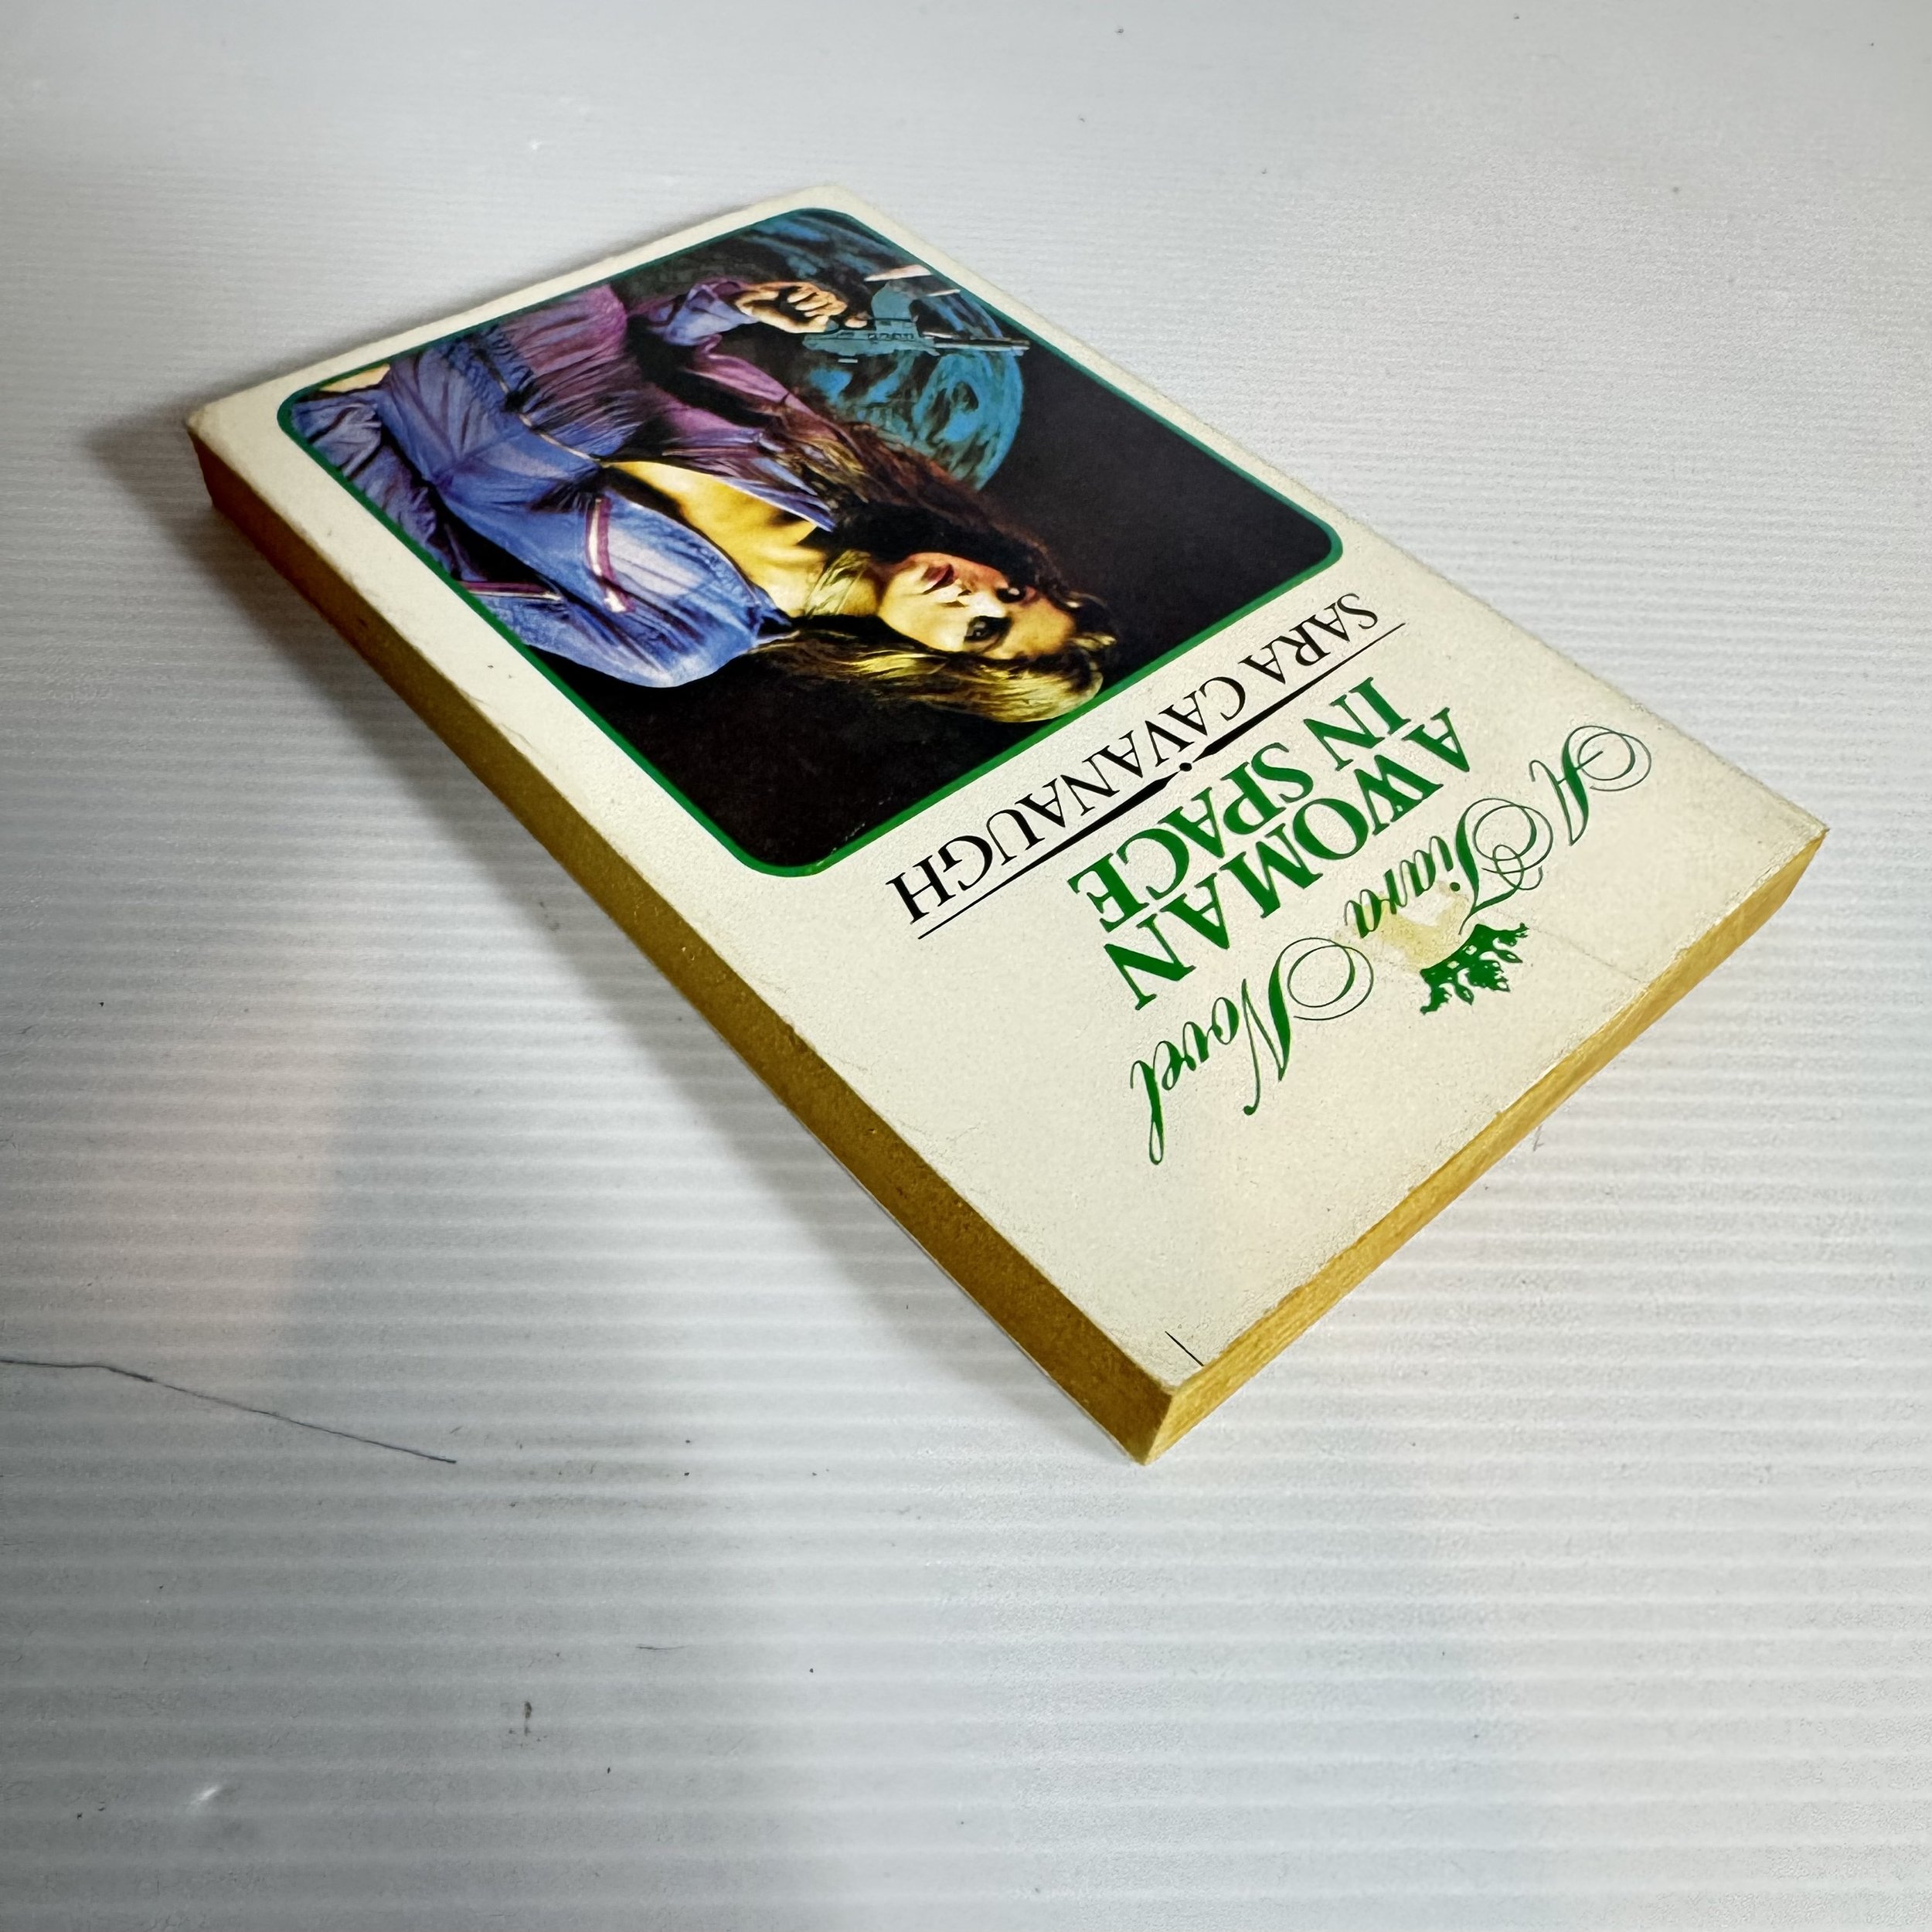 A Tiara Novel
A WOMAN
IN SPACE
SARA CAVANAUGH